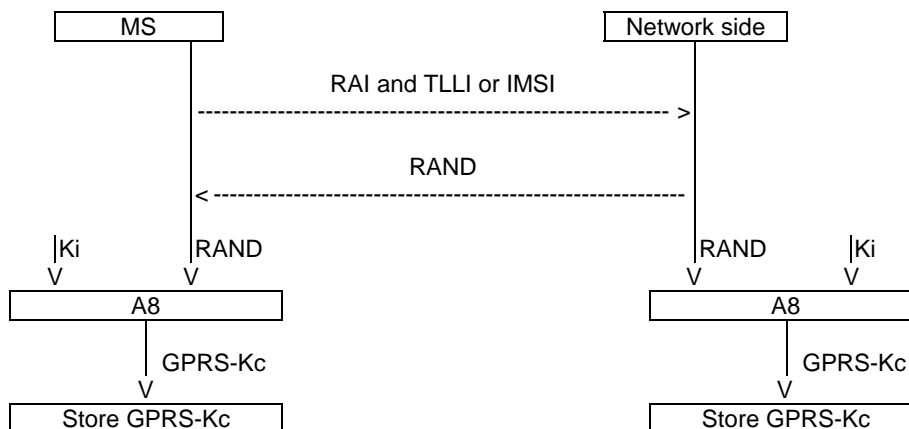 MS Network side
RAI and TLLI or IMSI
------------------------------------------------------------------ >
RAND
< ------------------------------------------------------------------
Ki RAND RAND Ki
V V V V
A8 A8
GPRS-Kc GPRS-Kc
V V
Store GPRS-Kc Store GPRS-Kc